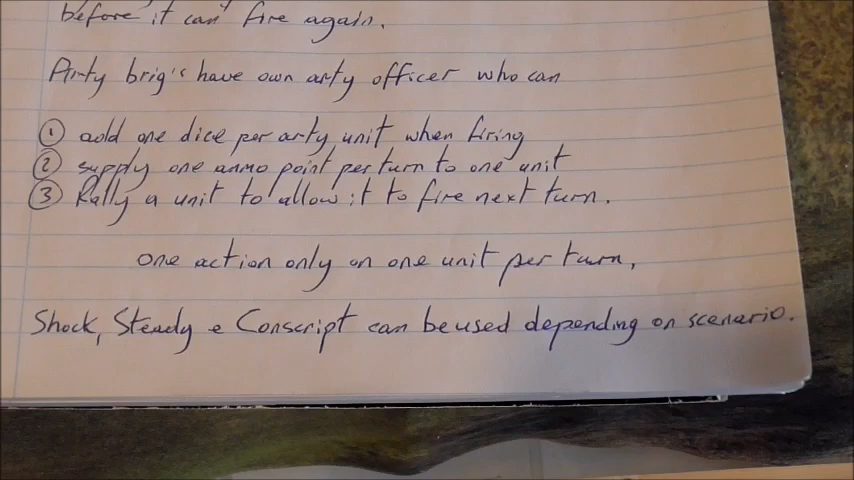 before it can fire again.
Arty brig's have own arty officer who can
① add one dice per arty unit when firing
② supply one ammo point per turn to one unit
③ Rally a unit to allow it to fire next turn.
one action only on one unit per turn,
Shock, Steady e Conscript can be used depending on scenario.